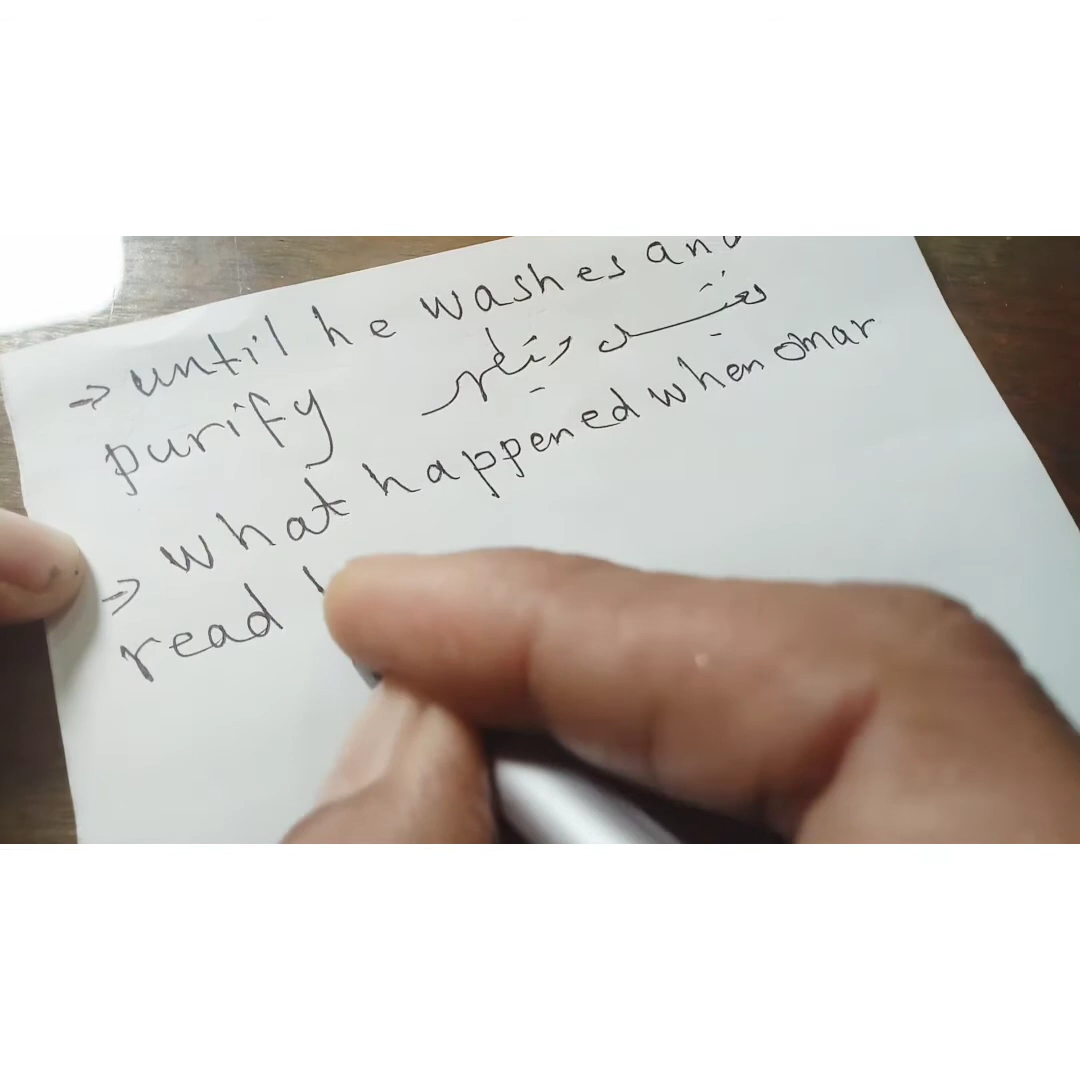 → until he washes and
purify يغتسل ويتطهر
→ what happened when omar
read